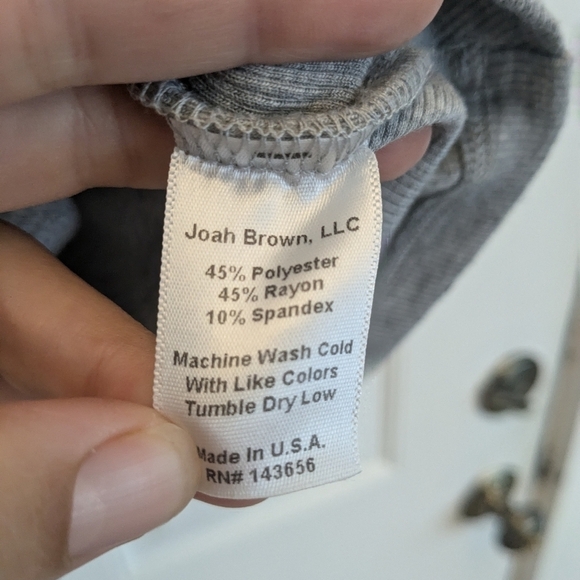 Joah Brown, LLC
45% Polyester
45% Rayon
10% Spandex
Machine Wash Cold
With Like Colors
Tumble Dry Low
Made In U.S.A.
RN# 143656